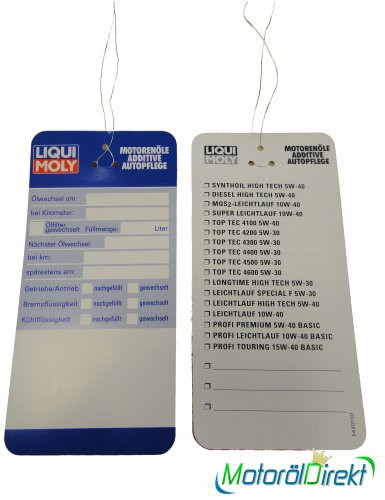 LIQUI
MOLY
MOTORENÖLE
ADDITIVE
AUTOPFLEGE
Ölwechsel am:
bei Kilometer:
Ölfilter
gewechselt Füllmenge: Liter
Nächster Ölwechsel:
bei km:
spätestens am:
Getriebe/Antrieb nachgefüllt gewechselt
Bremsflüssigkeit nachgefüllt gewechselt
Kühlflüssigkeit nachgefüllt gewechselt
LIQUI
MOLY
MOTORENÖLE
ADDITIVE
AUTOPFLEGE
SYNTHOIL HIGH TECH 5W-40
DIESEL HIGH TECH 5W-40
MOS2-LEICHTLAUF 10W-40
SUPER LEICHTLAUF 10W-40
TOP TEC 4100 5W-40
TOP TEC 4200 5W-30
TOP TEC 4300 5W-30
TOP TEC 4400 5W-30
TOP TEC 4500 5W-30
TOP TEC 4600 5W-30
LONGTIME HIGH TECH 5W-30
LEICHTLAUF SPECIAL F 5W-30
LEICHTLAUF HIGH TECH 5W-40
LEICHTLAUF 10W-40
PROFI PREMIUM 5W-40 BASIC
PROFI LEICHTLAUF 10W-40 BASIC
PROFI TOURING 15W-40 BASIC
MotorölDirekt